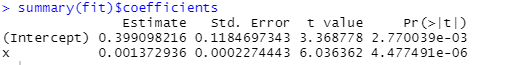 > summary(fit)$coefficients
Estimate Std. Error t value Pr(>|t|)
(Intercept) 0.399098216 0.1184697343 3.368778 2.770039e-03
x 0.001372936 0.0002274443 6.036362 4.477491e-06